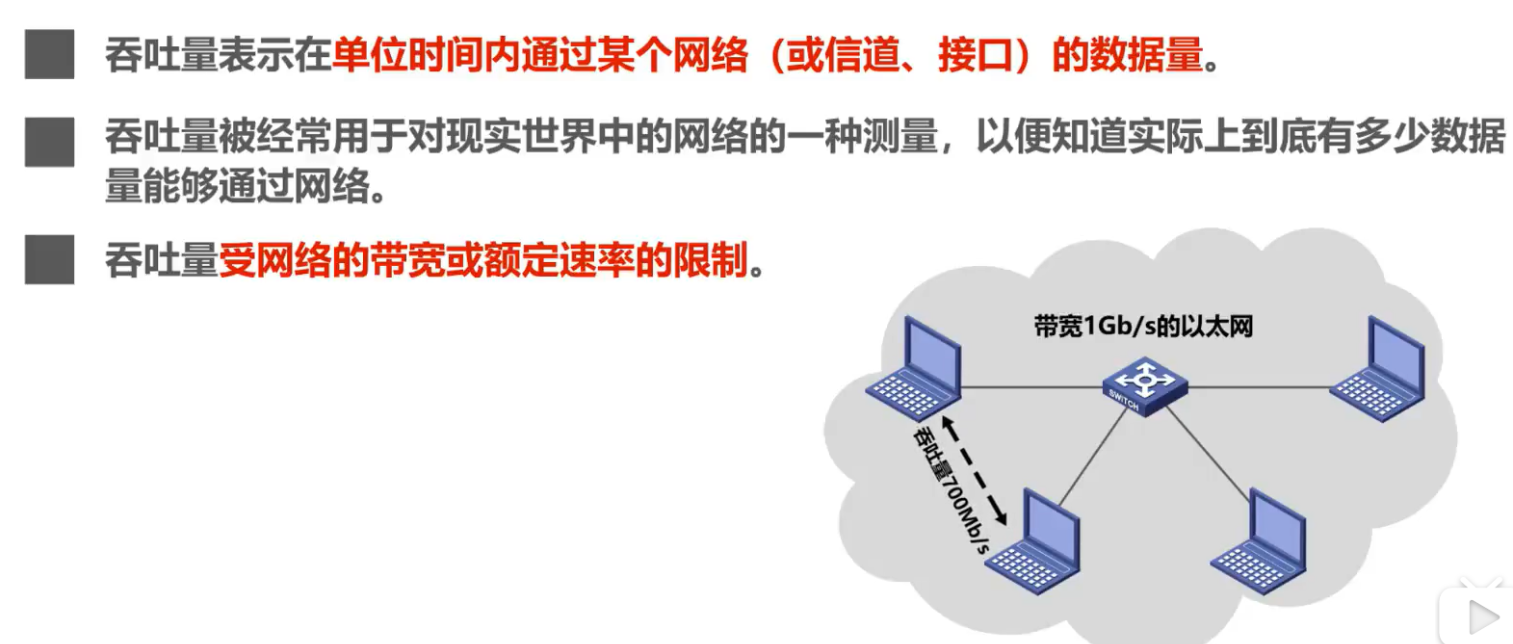 吞吐量表示在单位时间内通过某个网络（或信道、接口）的数据量。
吞吐量被经常用于对现实世界中的网络的一种测量，以便知道实际上到底有多少数据
量能够通过网络。
吞吐量受网络的带宽或额定速率的限制。
带宽1Gb/s的以太网
SWITCH
吞吐量700Mb/s